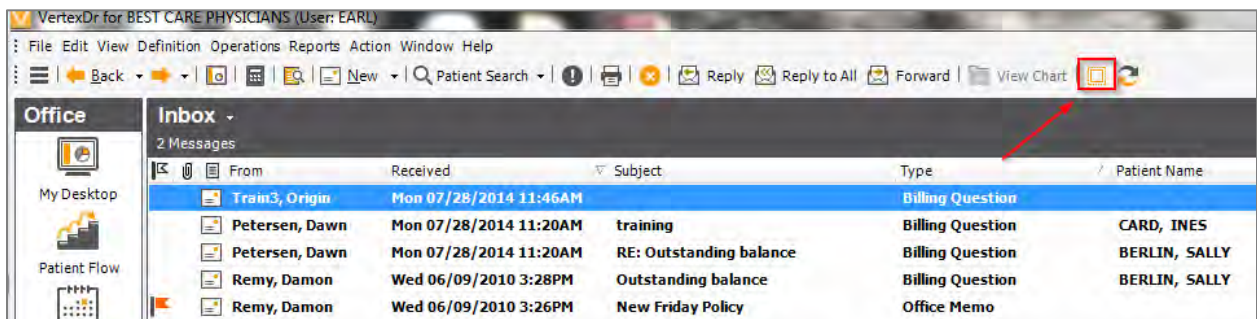 VertexDr for BEST CARE PHYSICIANS (User: EARL)
File Edit View Definition Operations Reports Action Window Help
Back New Patient Search Reply Reply to All Forward View Chart
Office
Inbox
2 Messages
From Received Subject Type Patient Name
My Desktop
Train3, Origin Mon 07/28/2014 11:46AM Billing Question
Petersen, Dawn Mon 07/28/2014 11:20AM training Billing Question CARD, INES
Petersen, Dawn Mon 07/28/2014 11:20AM RE: Outstanding balance Billing Question BERLIN, SALLY
Patient Flow
Remy, Damon Wed 06/09/2010 3:28PM Outstanding balance Billing Question BERLIN, SALLY
Remy, Damon Wed 06/09/2010 3:26PM New Friday Policy Office Memo